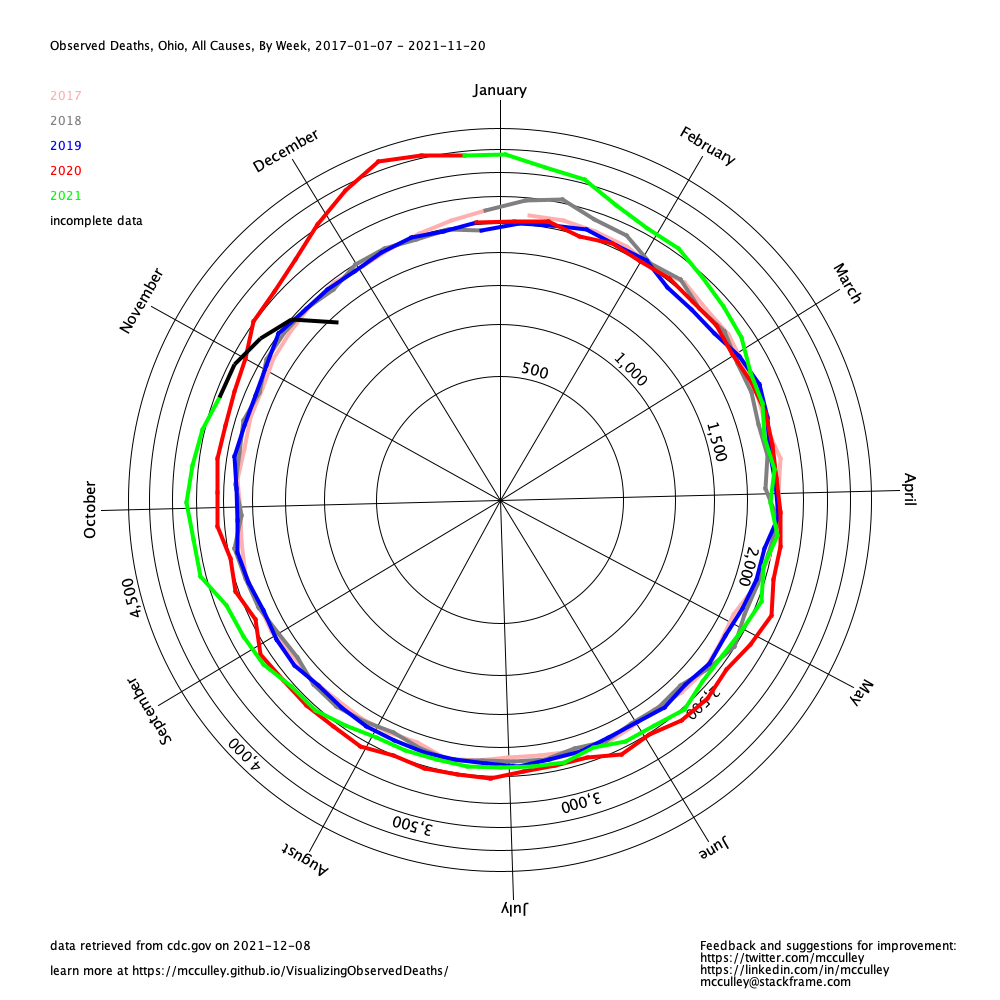 Observed Deaths, Ohio, All Causes, By Week, 2017-01-07 - 2021-11-20
2017
2018
2019
2020
2021
incomplete data
January
February
March
April
May
June
July
August
September
October
November
December
500
1,000
1,500
2,000
2,500
3,000
3,500
4,000
4,500
data retrieved from cdc.gov on 2021-12-08
learn more at https://mcculley.github.io/VisualizingObservedDeaths/
Feedback and suggestions for improvement:
https://twitter.com/mcculley
https://linkedin.com/in/mcculley
mcculley@stackframe.com